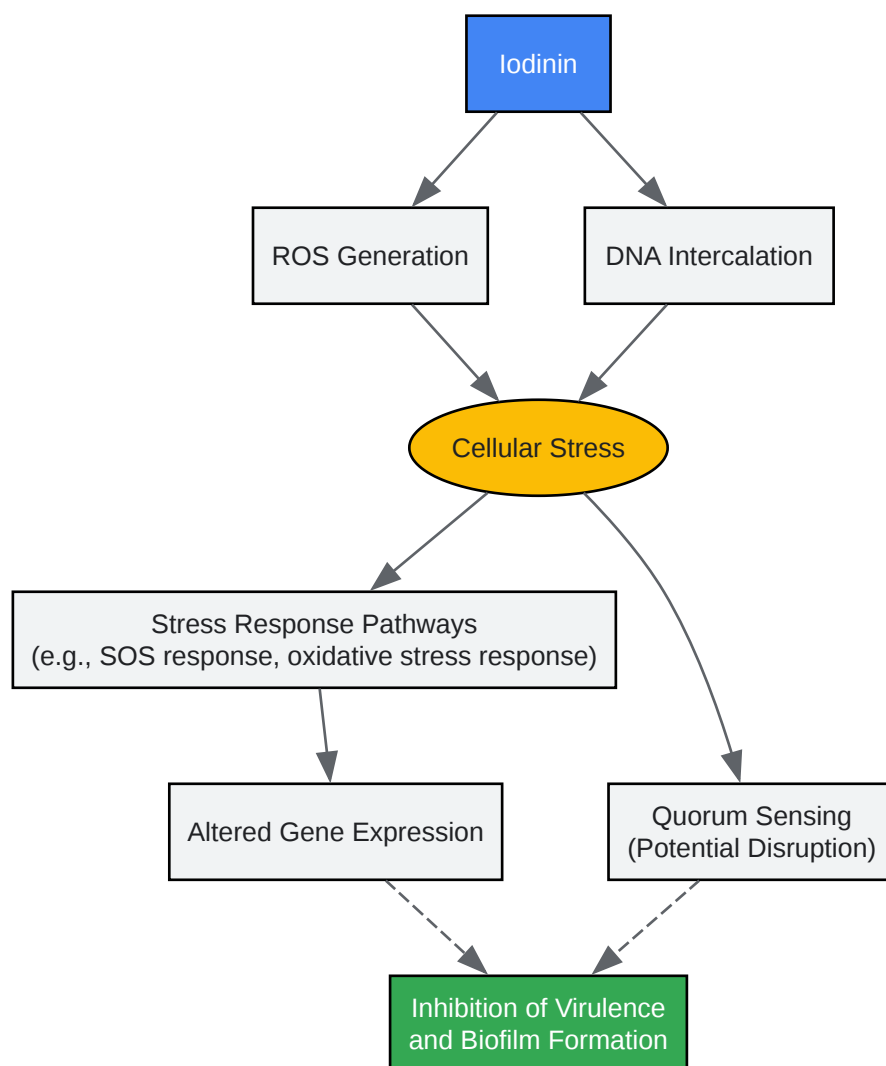 Iodinin
ROS Generation
DNA Intercalation
Cellular Stress
Stress Response Pathways
(e.g., SOS response, oxidative stress response)
Altered Gene Expression
Quorum Sensing
(Potential Disruption)
Inhibition of Virulence
and Biofilm Formation